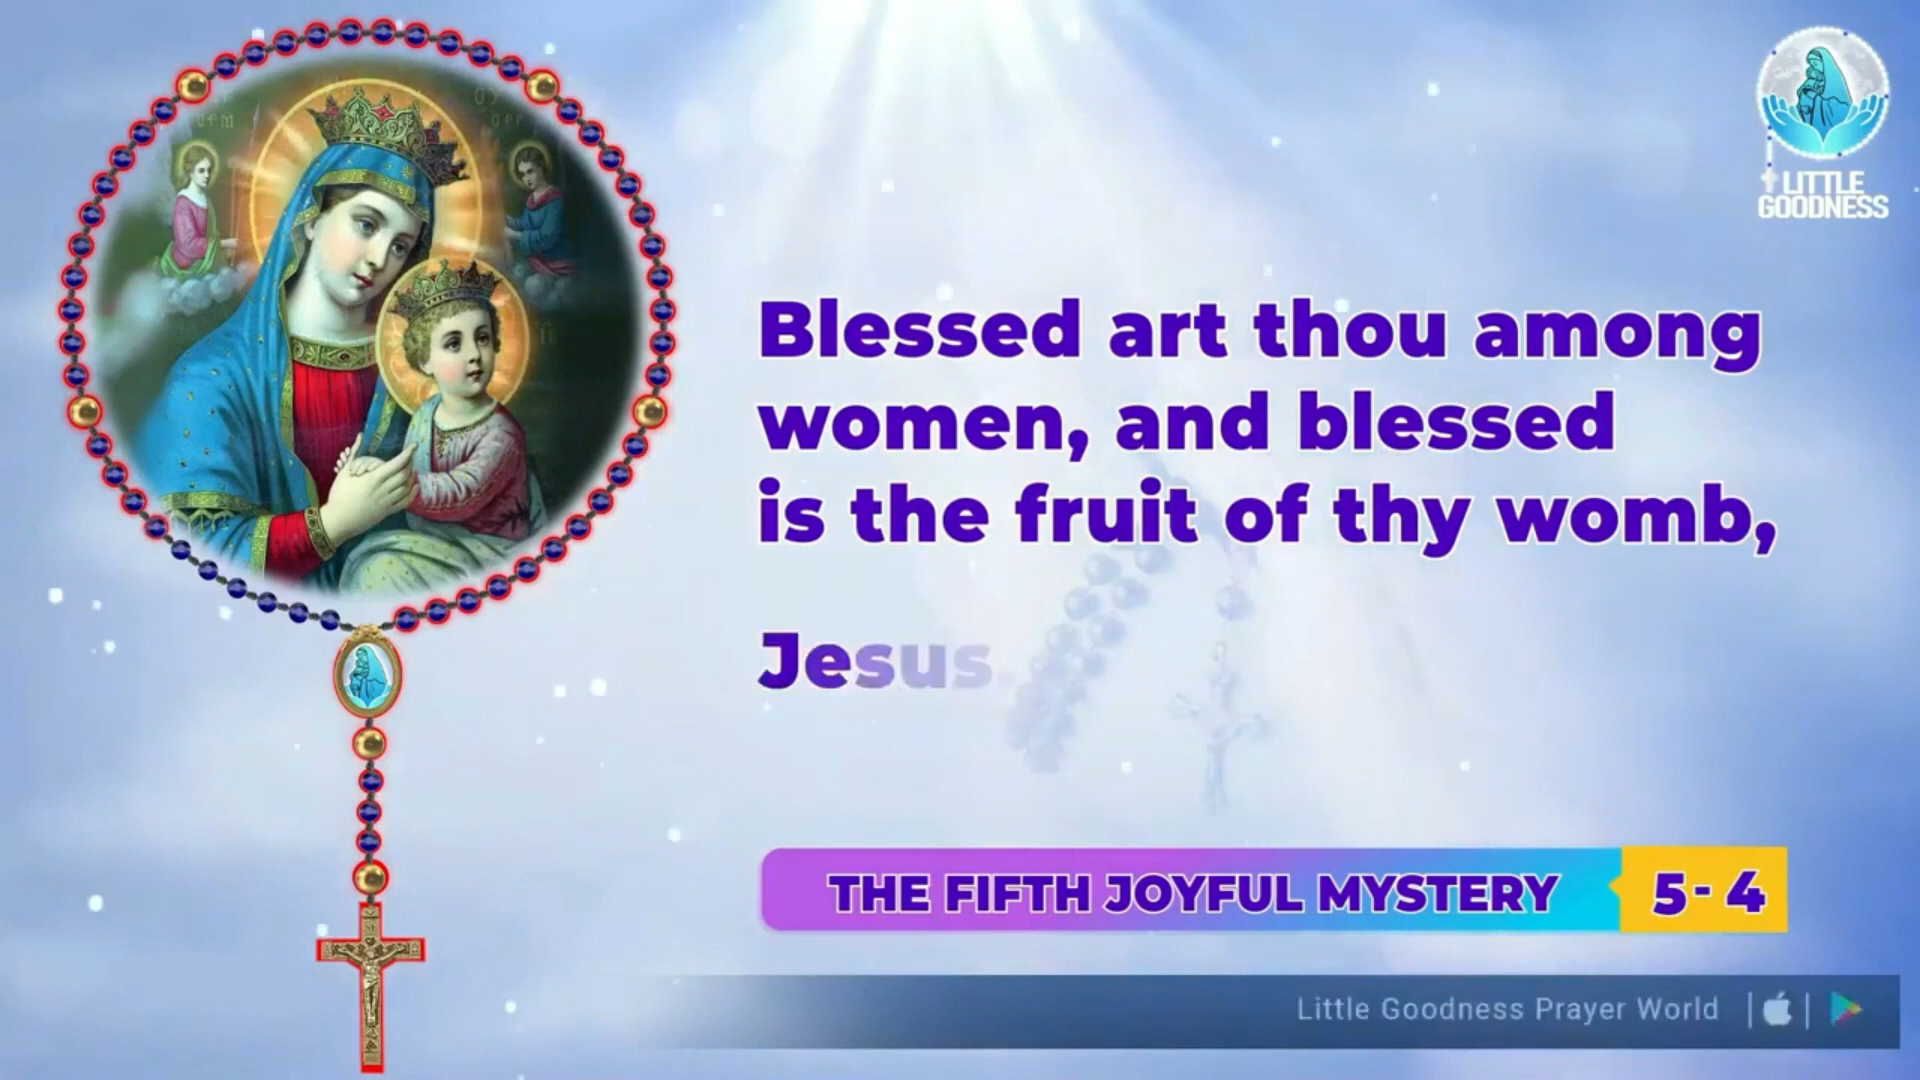 LITTLE
GOODNESS
Blessed art thou among
women, and blessed
is the fruit of thy womb,
Jesus.
THE FIFTH JOYFUL MYSTERY 5-4
Little Goodness Prayer World